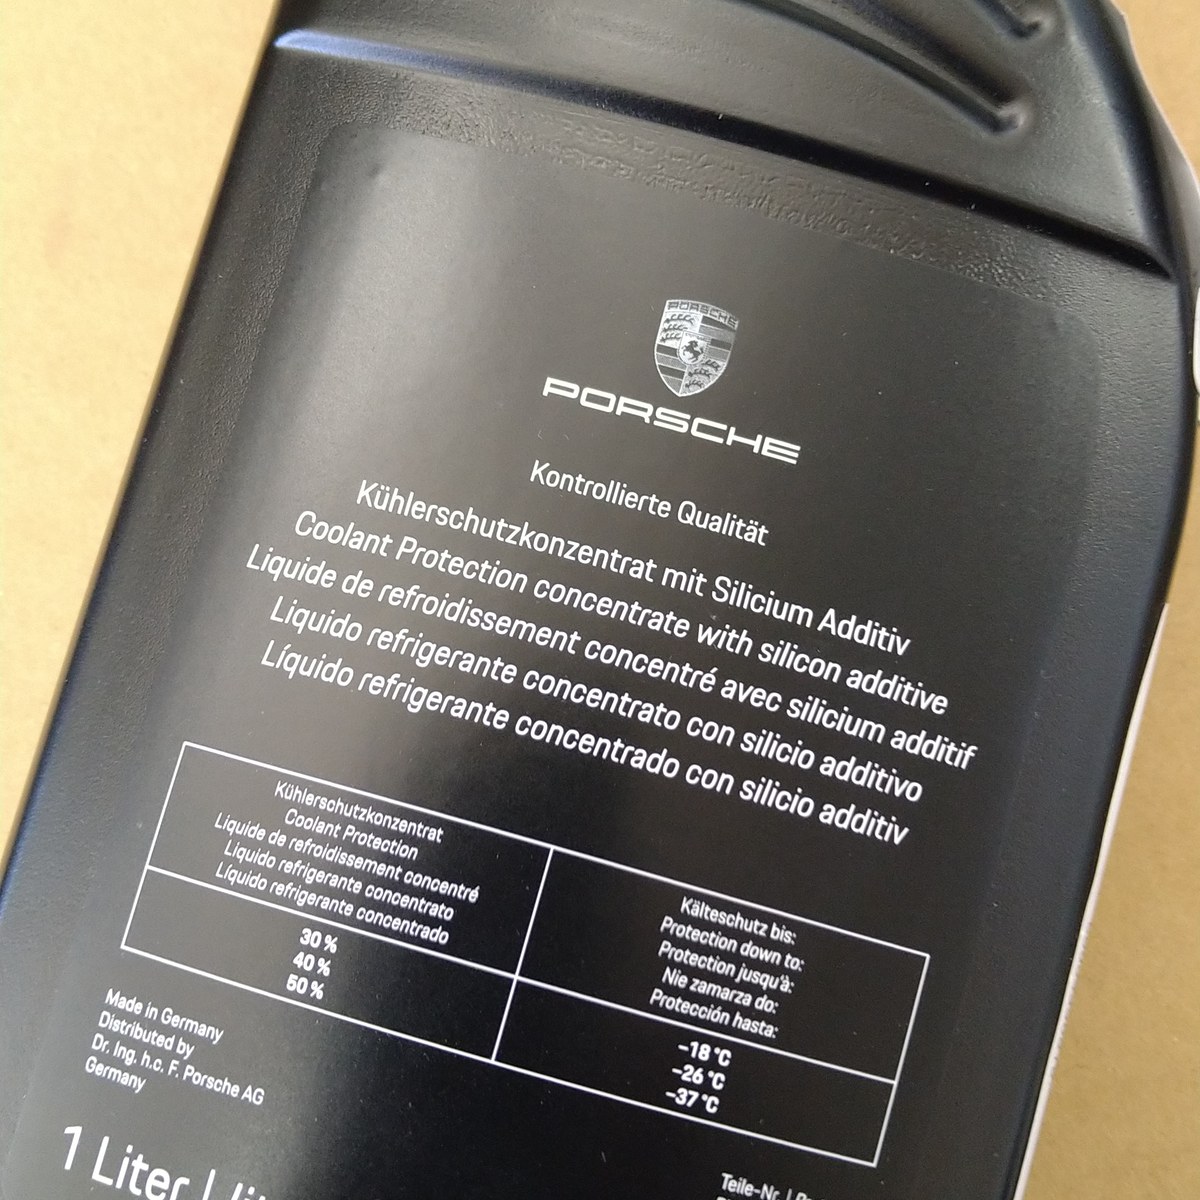 PORSCHE
PORSCHE
Kontrollierte Qualität
Kühlerschutzkonzentrat mit Silicium Additiv
Coolant Protection concentrate with silicon additive
Liquide de refroidissement concentré avec silicium additif
Liquido refrigerante concentrato con silicio additivo
Líquido refrigerante concentrado con silicio additiv
Kühlerschutzkonzentrat
Coolant Protection
Liquide de refroidissement concentré
Liquido refrigerante concentrato
Líquido refrigerante concentrado
Kälteschutz bis:
Protection down to:
Protection jusqu'à:
Nie zamarza do:
Protección hasta:
30 %
40 %
50 %
-18 °C
-26 °C
-37 °C
Made in Germany
Distributed by
Dr. Ing. h.c. F. Porsche AG
Germany
1 Liter |
Teile-Nr. |